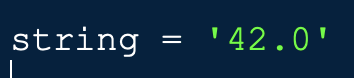 string = '42.0'